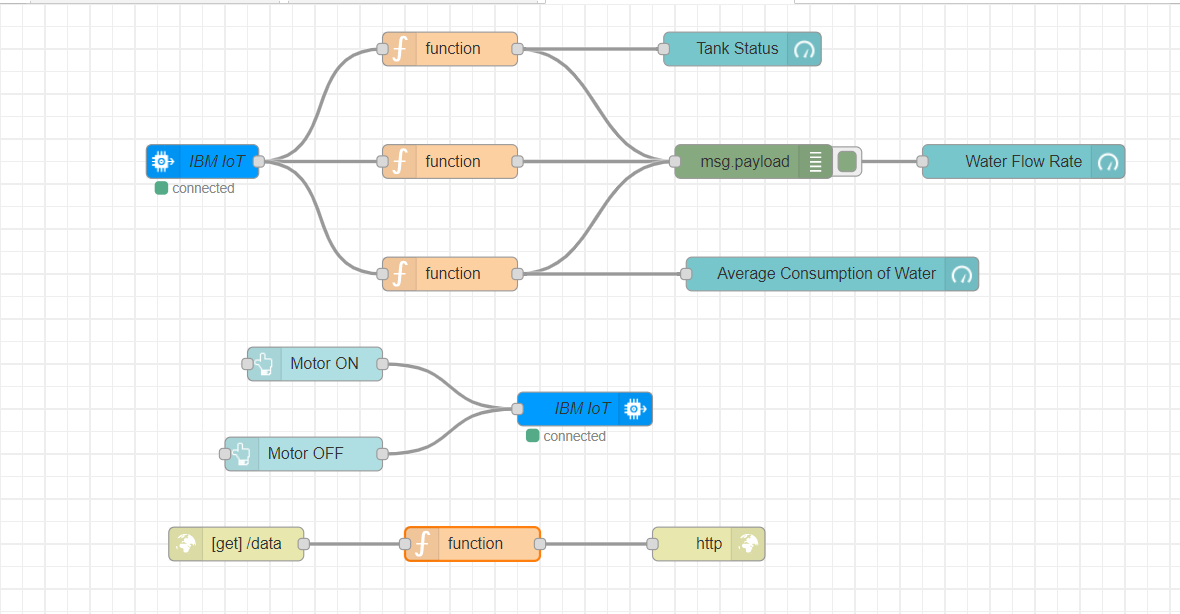 function
Tank Status
IBM IoT
function
msg.payload
Water Flow Rate
connected
function
Average Consumption of Water
Motor ON
IBM IoT
connected
Motor OFF
[get] /data
function
http